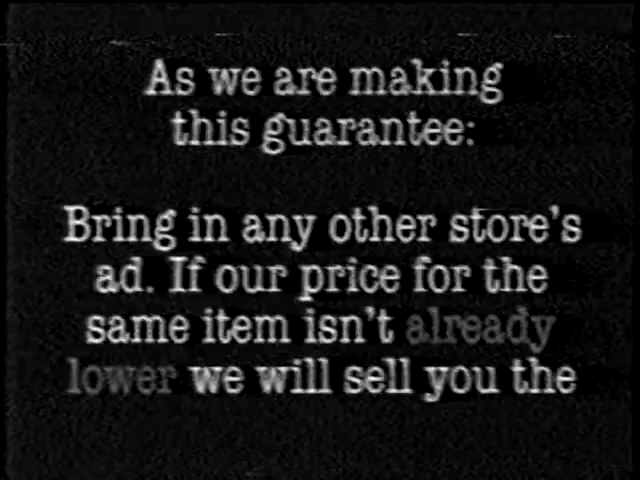 As we are making
this guarantee:
Bring in any other store's
ad. If our price for the
same item isn't already
lower we will sell you the